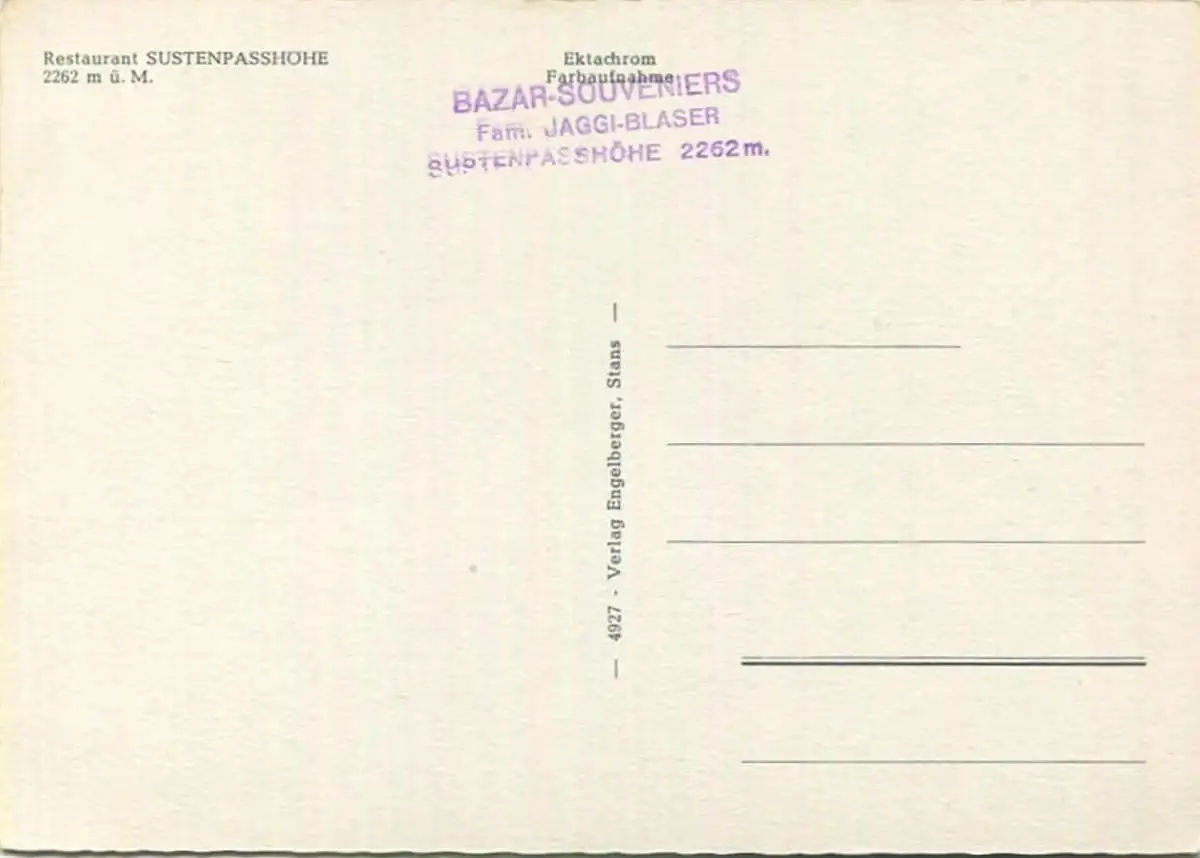 Restaurant SUSTENPASSHÖHE
2262 m ü. M.
Ektachrom
Farbaufnahme
BAZAR-SOUVENIERS
Fam. JAGGI-BLASER
SUSTENPASSHÖHE 2262 m.
— 4927 - Verlag Engelberger, Stans —